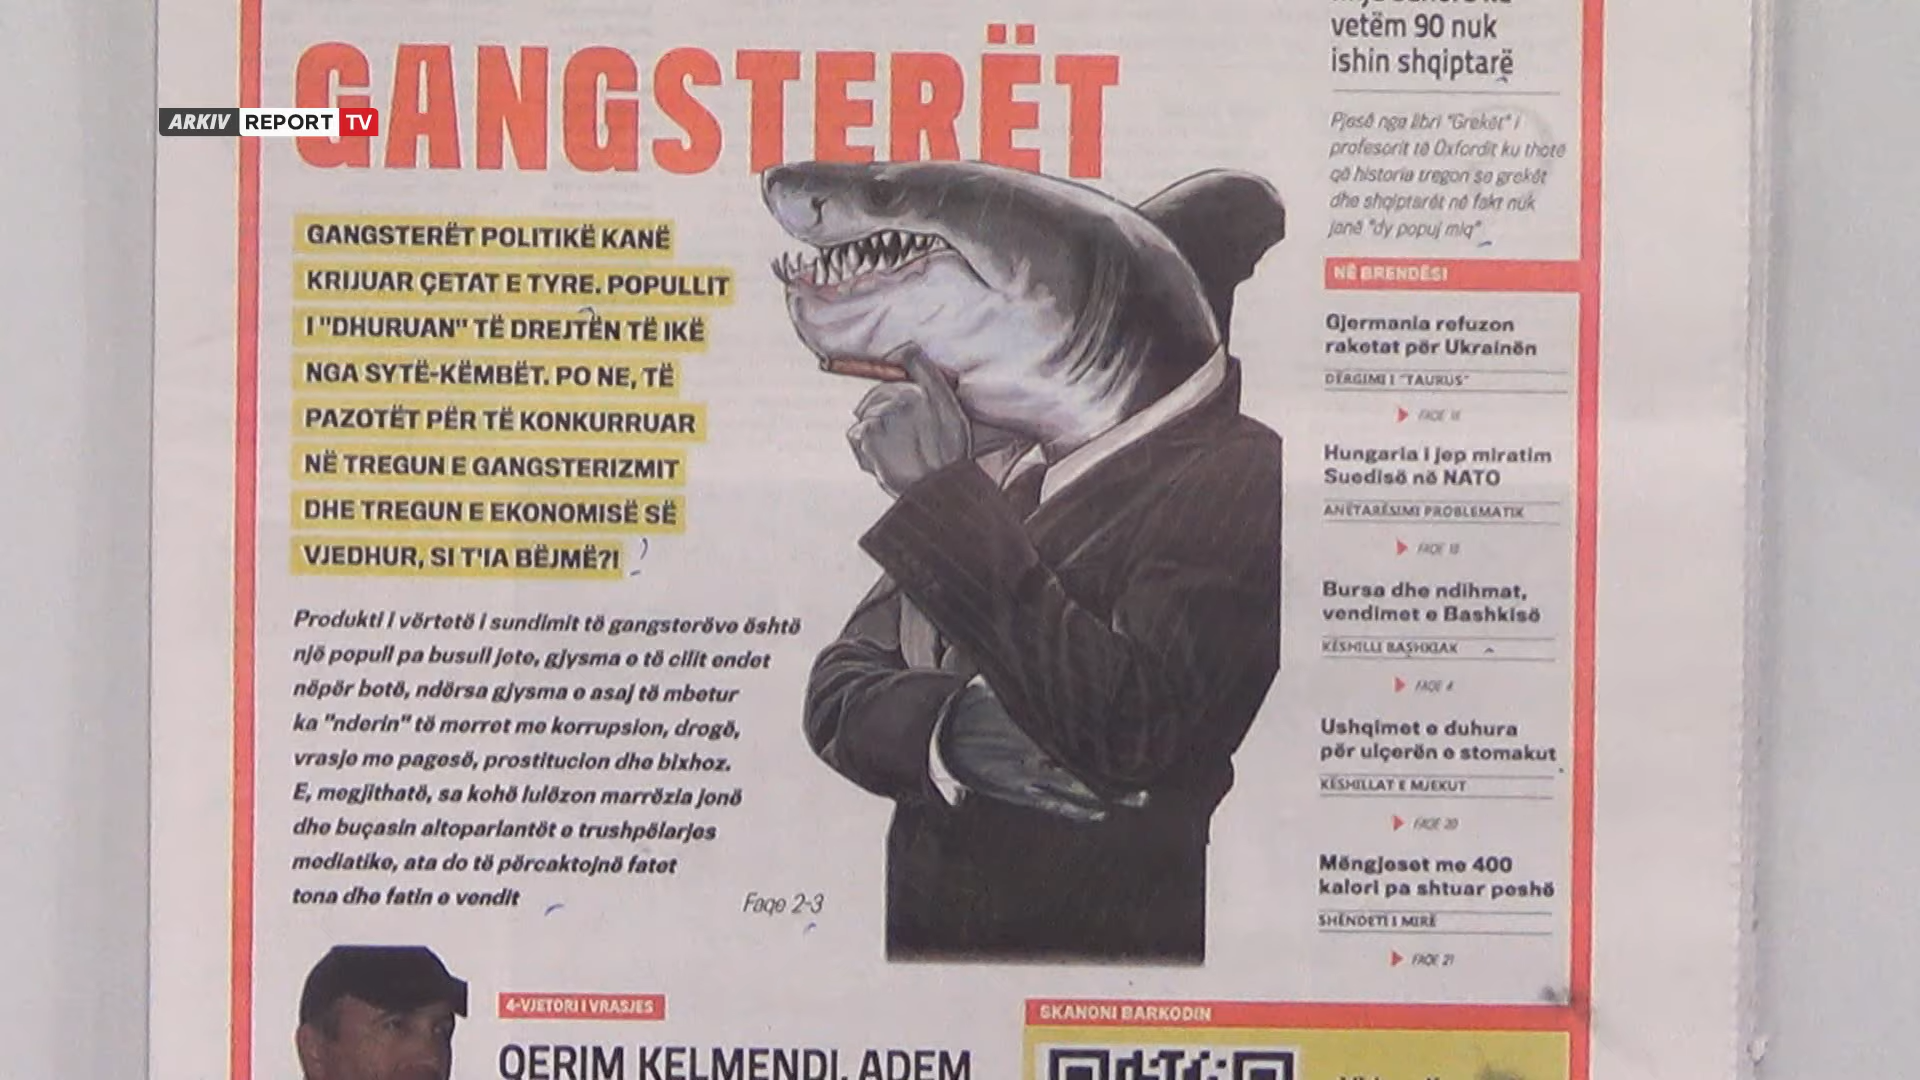 GANGSTERËT
ARKIV REPORT TV
GANGSTERËT POLITIKË KANË
KRIJUAR ÇETAT E TYRE. POPULLIT
I "DHURUAN" TË DREJTËN TË IKË
NGA SYTË-KËMBËT. PO NE, TË
PAZOTËT PËR TË KONKURRUAR
NË TREGUN E GANGSTERIZMIT
DHE TREGUN E EKONOMISË SË
VJEDHUR, SI T'IA BËJMË?!
Produkti i vërtetë i sundimit të gangsterëve është
një popull pa busull jete, gjysma e të cilit endet
nëpër botë, ndërsa gjysma e asaj të mbetur
ka "nderin" të merret me korrupsion, drogë,
vrasje me pagesë, prostitucion dhe bixhoz.
E, megjithatë, sa kohë lulëzon marrëzia jonë
dhe buçasin altoparlantët e trushpëlarjes
mediatike, ata do të përcaktojnë fatet
tona dhe fatin e vendit
Faqe 2-3
vetëm 90 nuk
ishin shqiptarë
Pjesë nga libri "Grekët" i
profesorit të Oxfordit ku thotë
që historia tregon se grekët
dhe shqiptarët në fakt nuk
janë "dy popuj miq"
NË BRENDËSI
Gjermania refuzon
raketat për Ukrainën
DËRGIMI I "TAURUS"
FAQE
Hungaria i jep miratim
Suedisë në NATO
ANËTARËSIMI PROBLEMATIK
FAQE
Bursa dhe ndihmat,
vendimet e Bashkisë
KËSHILLI BASHKIAK
FAQE 4
Ushqimet e duhura
për ulçerën e stomakut
KËSHILLAT E MJEKUT
FAQE 20
Mëngjeset me 400
kalori pa shtuar peshë
SHËNDETI I MIRË
FAQE 21
4-VJETORI I VRASJES
QERIM KELMENDI, ADEM
SKANONI BARKODIN